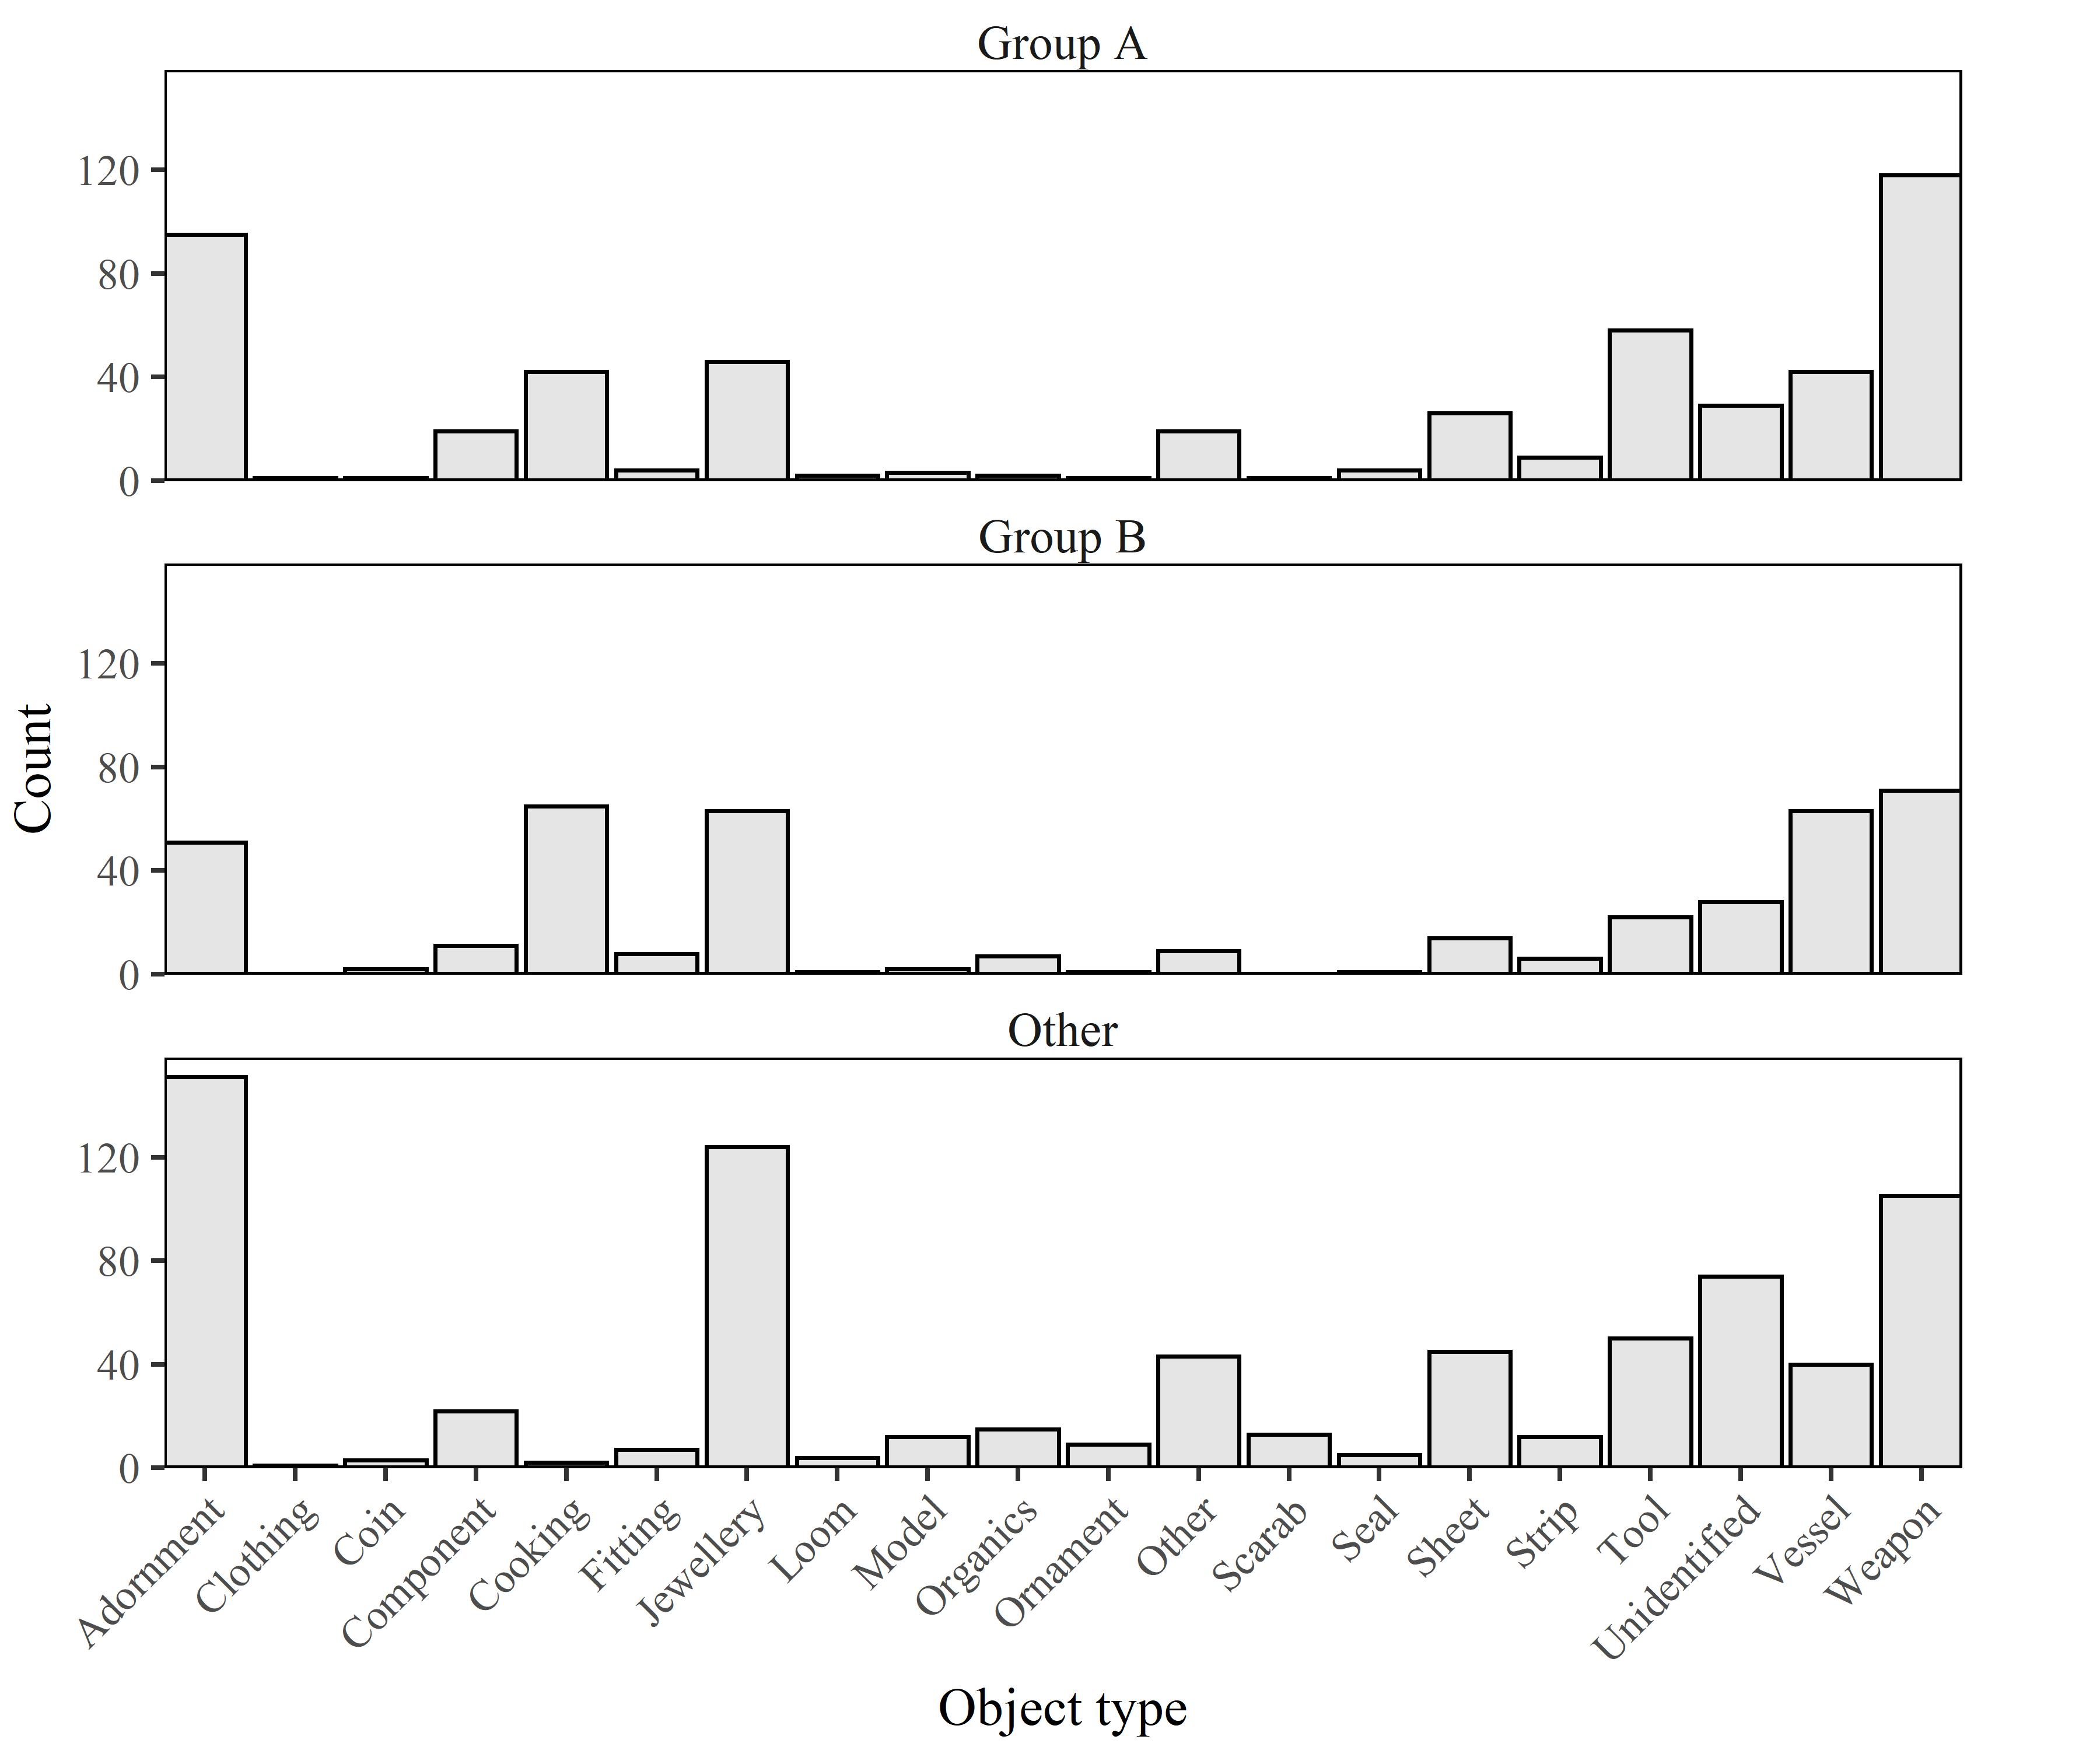 Group A
120
80
40
0
Group B
120
80
40
0
Count
Other
120
80
40
0
Adornment
Clothing
Coin
Component
Cooking
Fitting
Jewellery
Loom
Model
Organics
Ornament
Other
Scarab
Seal
Sheet
Strip
Tool
Unidentified
Vessel
Weapon
Object type